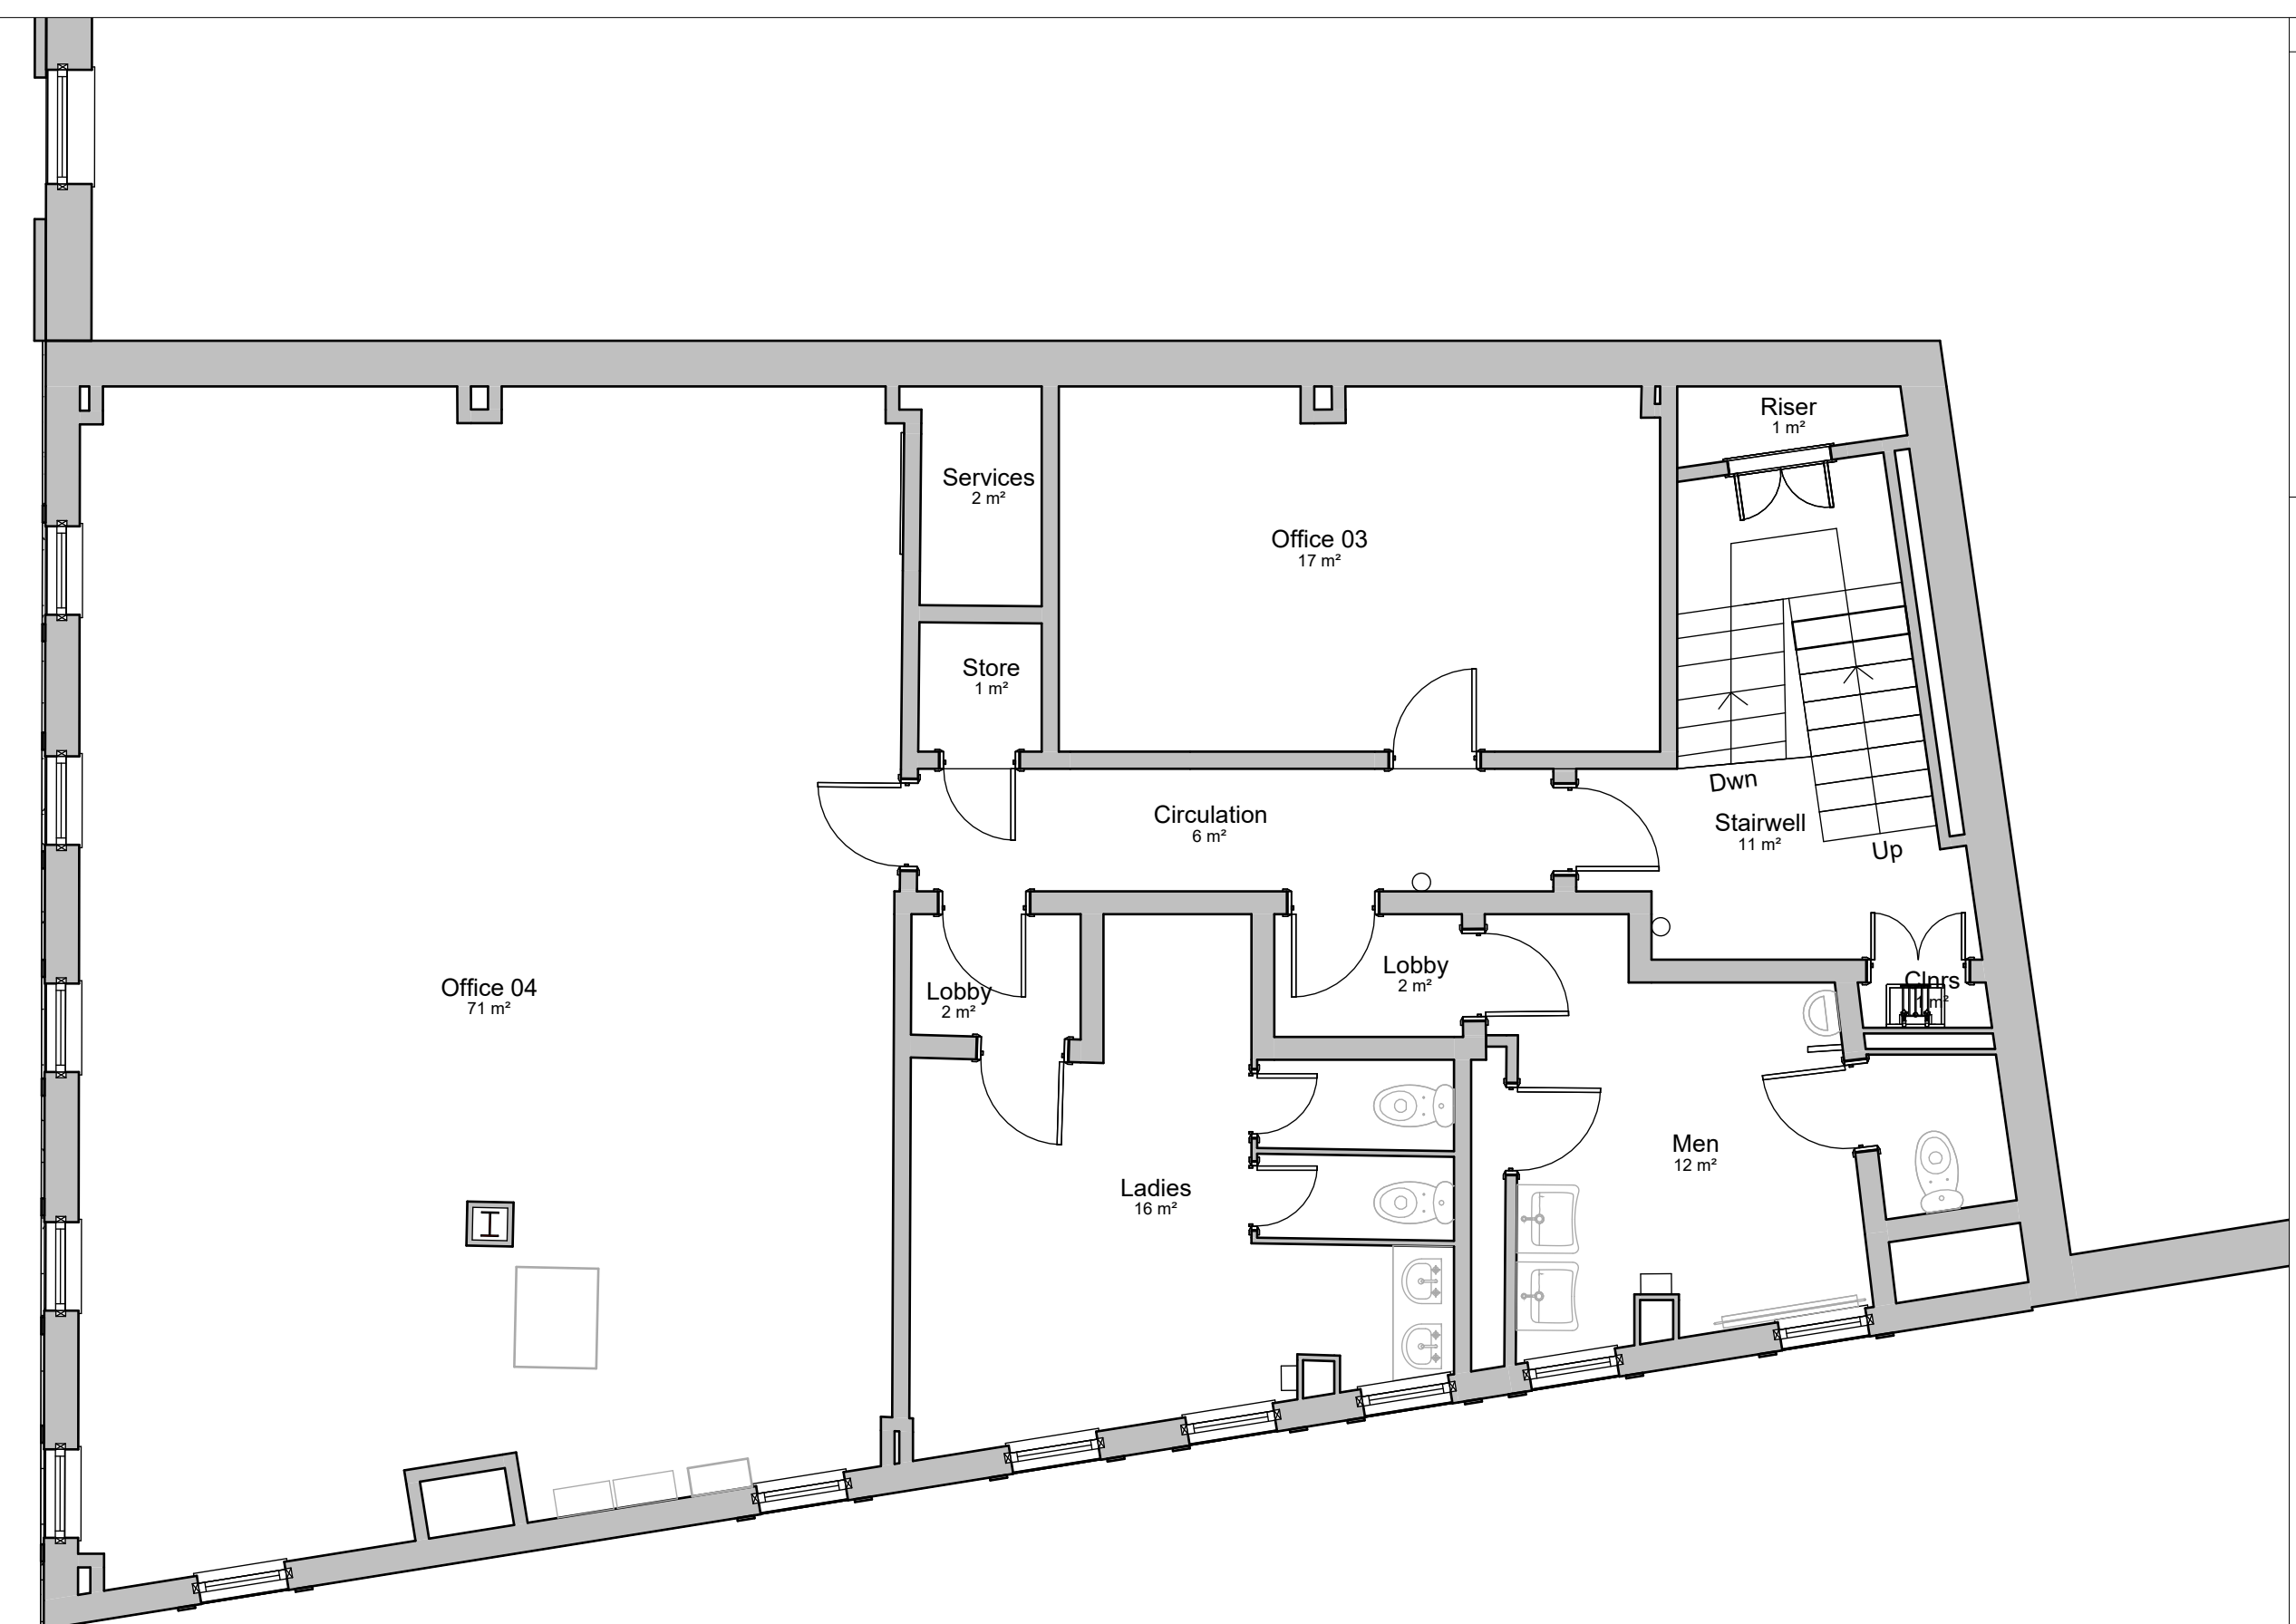 Riser
1 m²
Services
2 m²
Office 03
17 m²
Store
1 m²
Dwn
Circulation
6 m²
Stairwell
11 m²
Up
Office 04
71 m²
Lobby
2 m²
Lobby
2 m²
Clnrs
1 m²
Men
12 m²
Ladies
16 m²